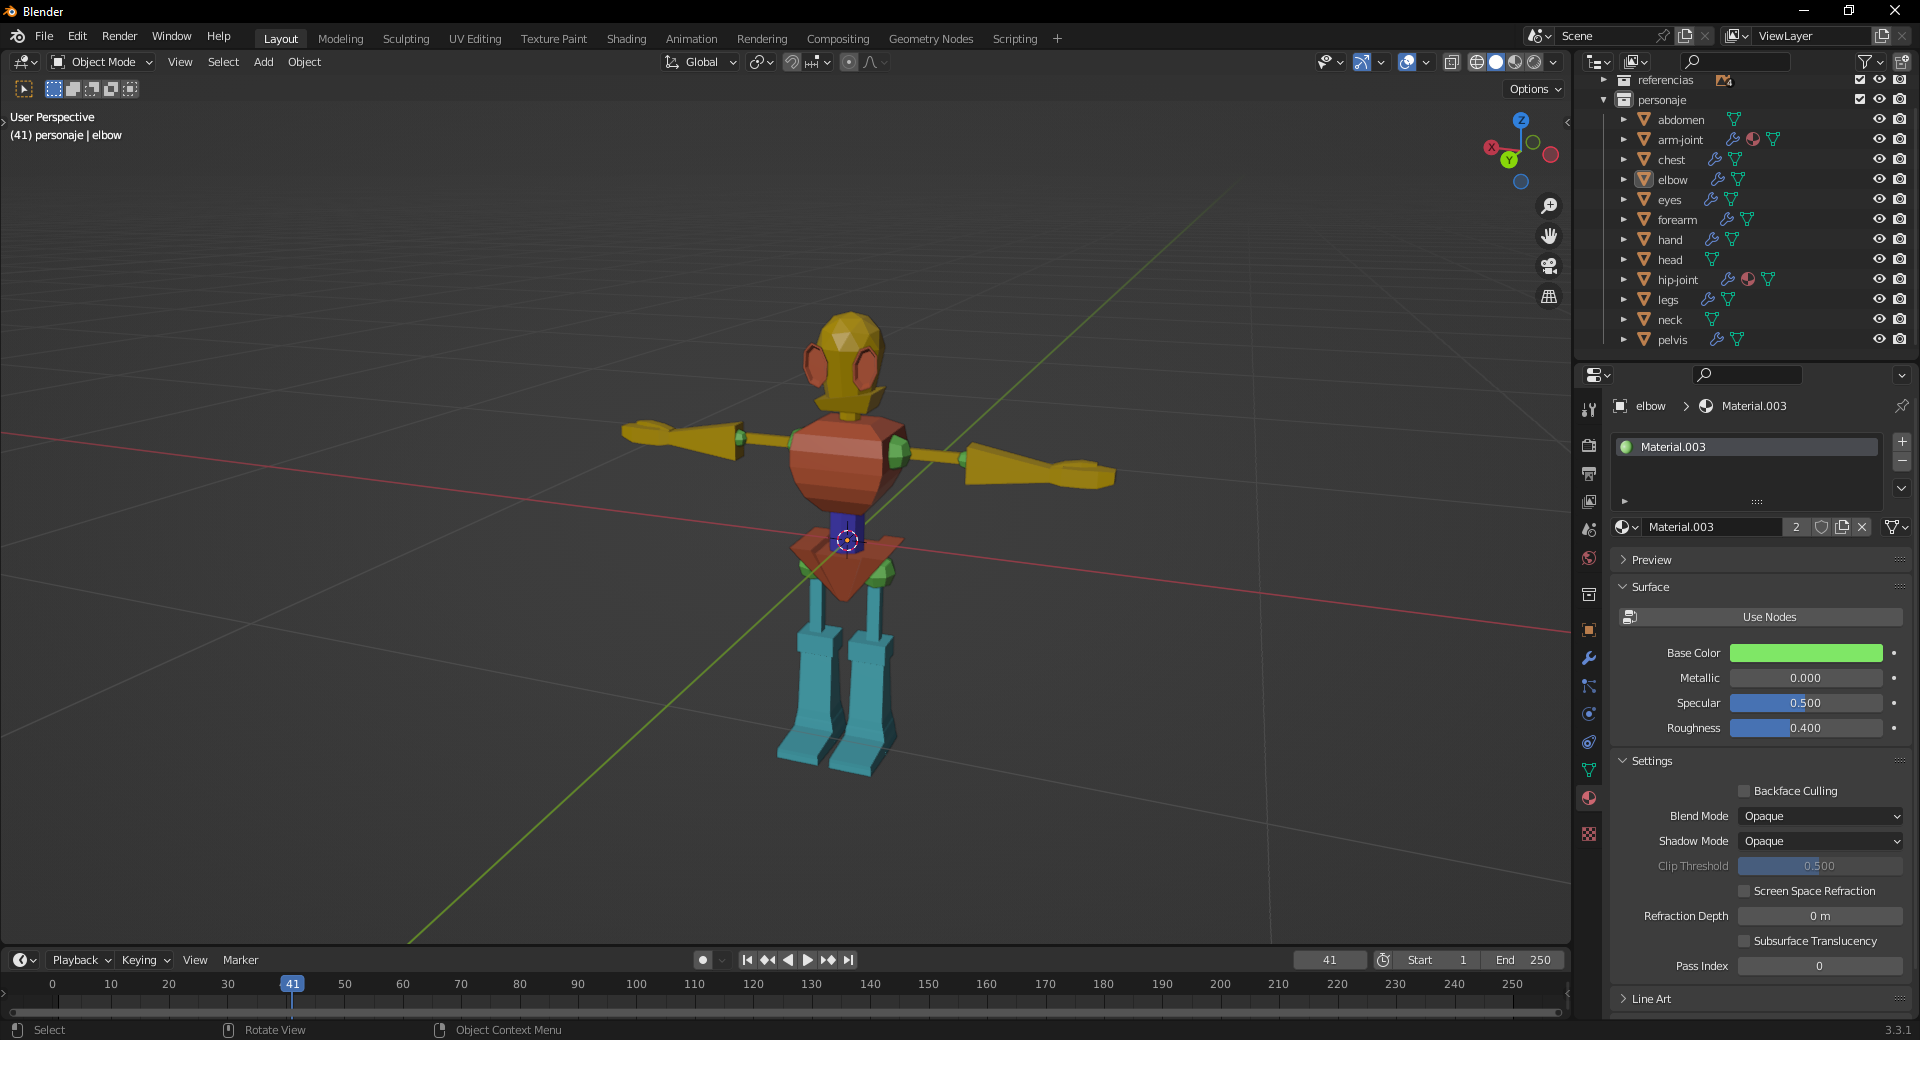 Blender
File Edit Render Window Help
Layout Modeling Sculpting UV Editing Texture Paint Shading Animation Rendering Compositing Geometry Nodes Scripting +
Scene
ViewLayer
Object Mode View Select Add Object
Global
Options
User Perspective
(41) personaje | elbow
Z
X
Y
referencias 4
personaje
abdomen
arm-joint
chest
elbow
eyes
forearm
hand
head
hip-joint
legs
neck
pelvis
elbow > Material.003
Material.003
Material.003 2
Preview
Surface
Use Nodes
Base Color
Metallic 0.000
Specular 0.500
Roughness 0.400
Settings
Backface Culling
Blend Mode Opaque
Shadow Mode Opaque
Clip Threshold 0.500
Screen Space Refraction
Refraction Depth 0 m
Subsurface Translucency
Pass Index 0
Line Art
Playback Keying View Marker
41 Start 1 End 250
0 10 20 30 41 50 60 70 80 90 100 110 120 130 140 150 160 170 180 190 200 210 220 230 240 250
Select Rotate View Object Context Menu
3.3.1